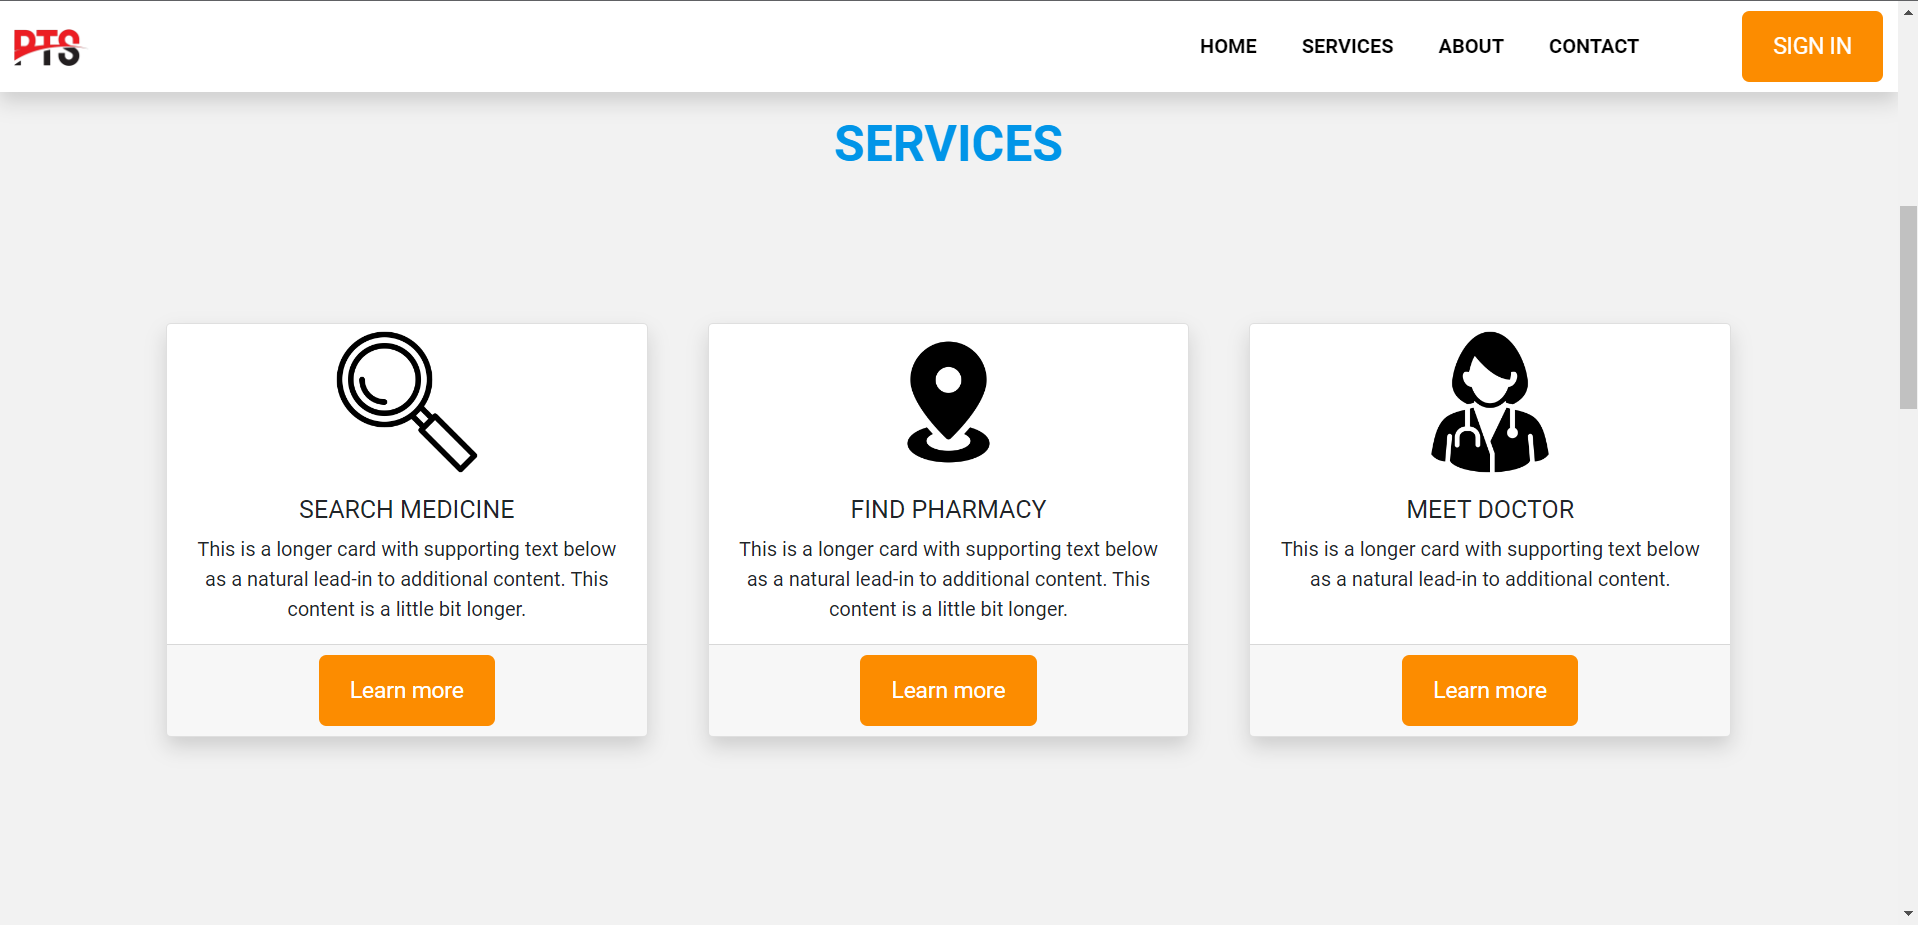 PTS
HOME SERVICES ABOUT CONTACT SIGN IN
SERVICES
SEARCH MEDICINE
This is a longer card with supporting text below
as a natural lead-in to additional content. This
content is a little bit longer.
Learn more
FIND PHARMACY
This is a longer card with supporting text below
as a natural lead-in to additional content. This
content is a little bit longer.
Learn more
MEET DOCTOR
This is a longer card with supporting text below
as a natural lead-in to additional content.
Learn more